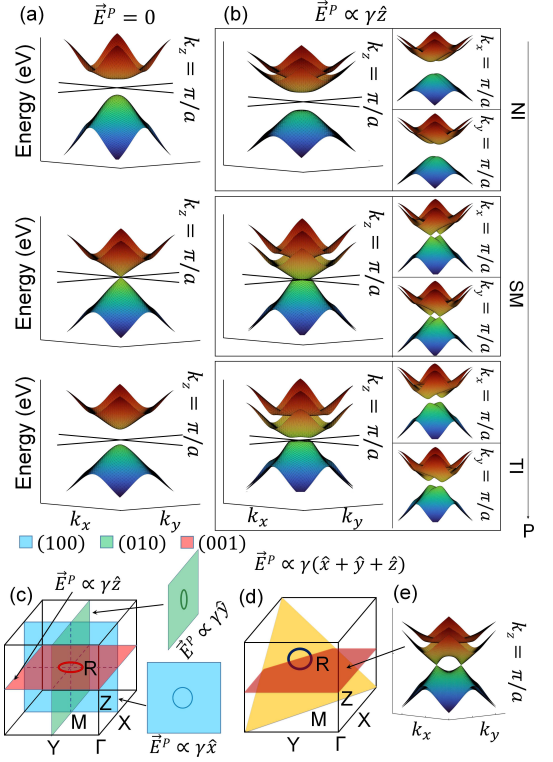 (a) E⃗ᴾ = 0
(b) E⃗ᴾ ∝ γẑ
Energy (eV)
k_z = π/a
k_z = π/a
k_x = π/a
k_y = π/a
NI
Energy (eV)
k_z = π/a
k_z = π/a
k_x = π/a
k_y = π/a
SM
Energy (eV)
k_z = π/a
k_z = π/a
k_x = π/a
k_y = π/a
TI
k_x k_y
k_x k_y
P
(100) (010) (001)
E⃗ᴾ ∝ γ(x̂ + ŷ + ẑ)
(c) E⃗ᴾ ∝ γẑ
E⃗ᴾ ∝ γŷ
E⃗ᴾ ∝ γx̂
R
Z
M
X
Y Γ
(d)
R
Z
M
X
Y Γ
(e)
k_z = π/a
k_x k_y